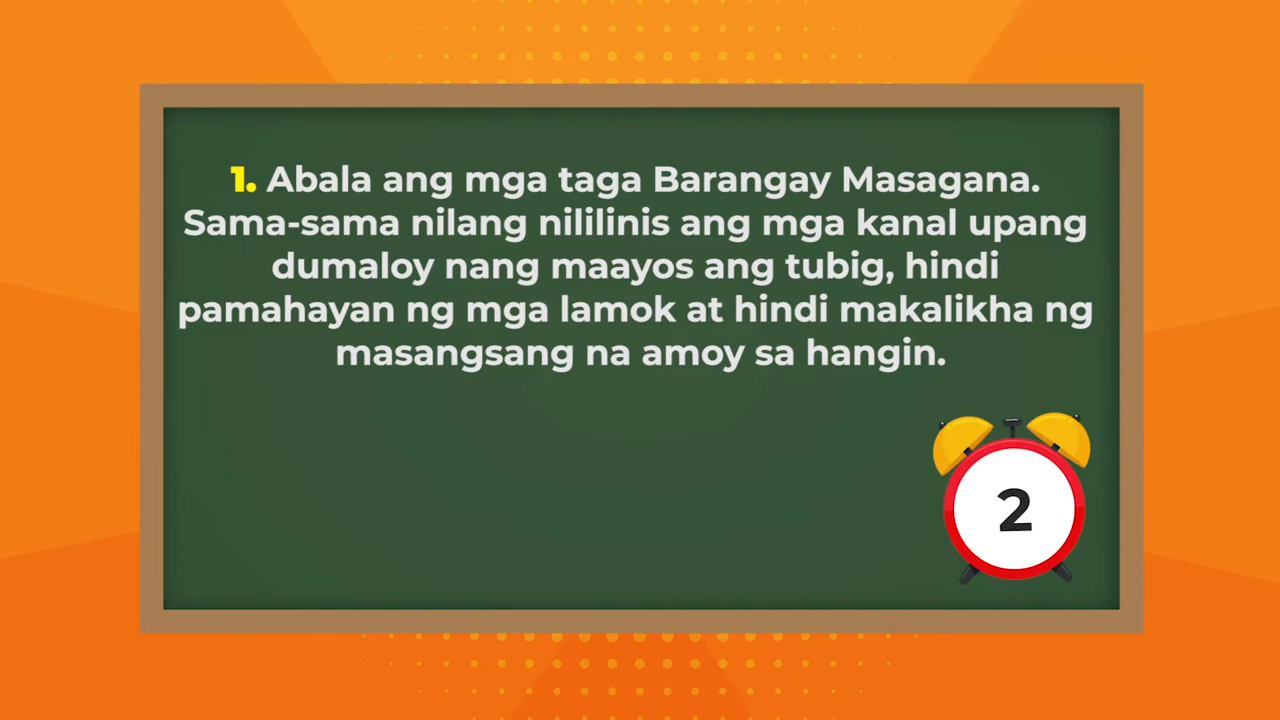 1. Abala ang mga taga Barangay Masagana.
Sama-sama nilang nililinis ang mga kanal upang
dumaloy nang maayos ang tubig, hindi
pamahayan ng mga lamok at hindi makalikha ng
masangsang na amoy sa hangin.
2